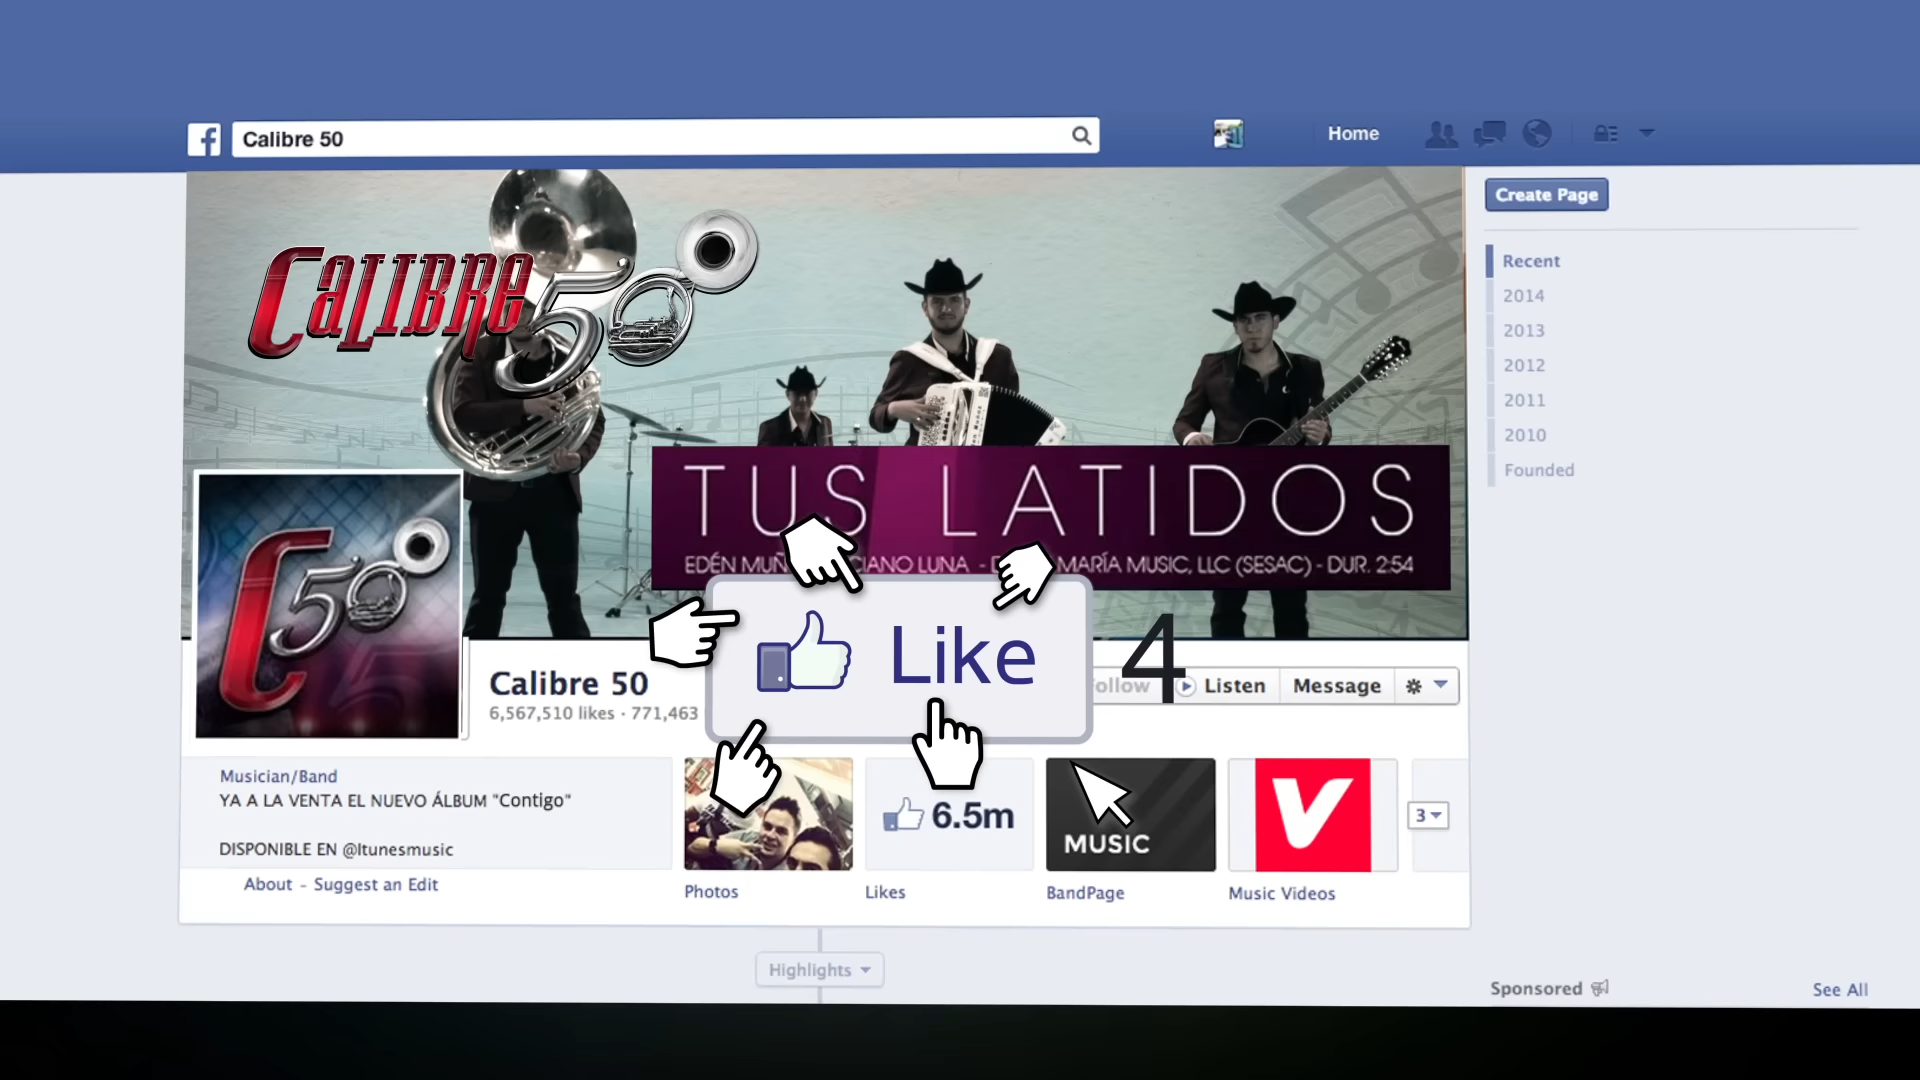 Calibre 50
Home
Create Page
Recent
2014
2013
2012
2011
2010
Founded
CALIBRE 50
TUS LATIDOS
EDÉN MUÑ CIANO LUNA - MARÍA MUSIC, LLC (SESAC) - DUR. 2:54
C50
Like
4
Calibre 50
6,567,510 likes · 771,463
Listen
Message
Musician/Band
YA A LA VENTA EL NUEVO ÁLBUM "Contigo"
DISPONIBLE EN @Itunesmusic
About - Suggest an Edit
6.5m
MUSIC
V
3
Photos
Likes
BandPage
Music Videos
Highlights
Sponsored
See All